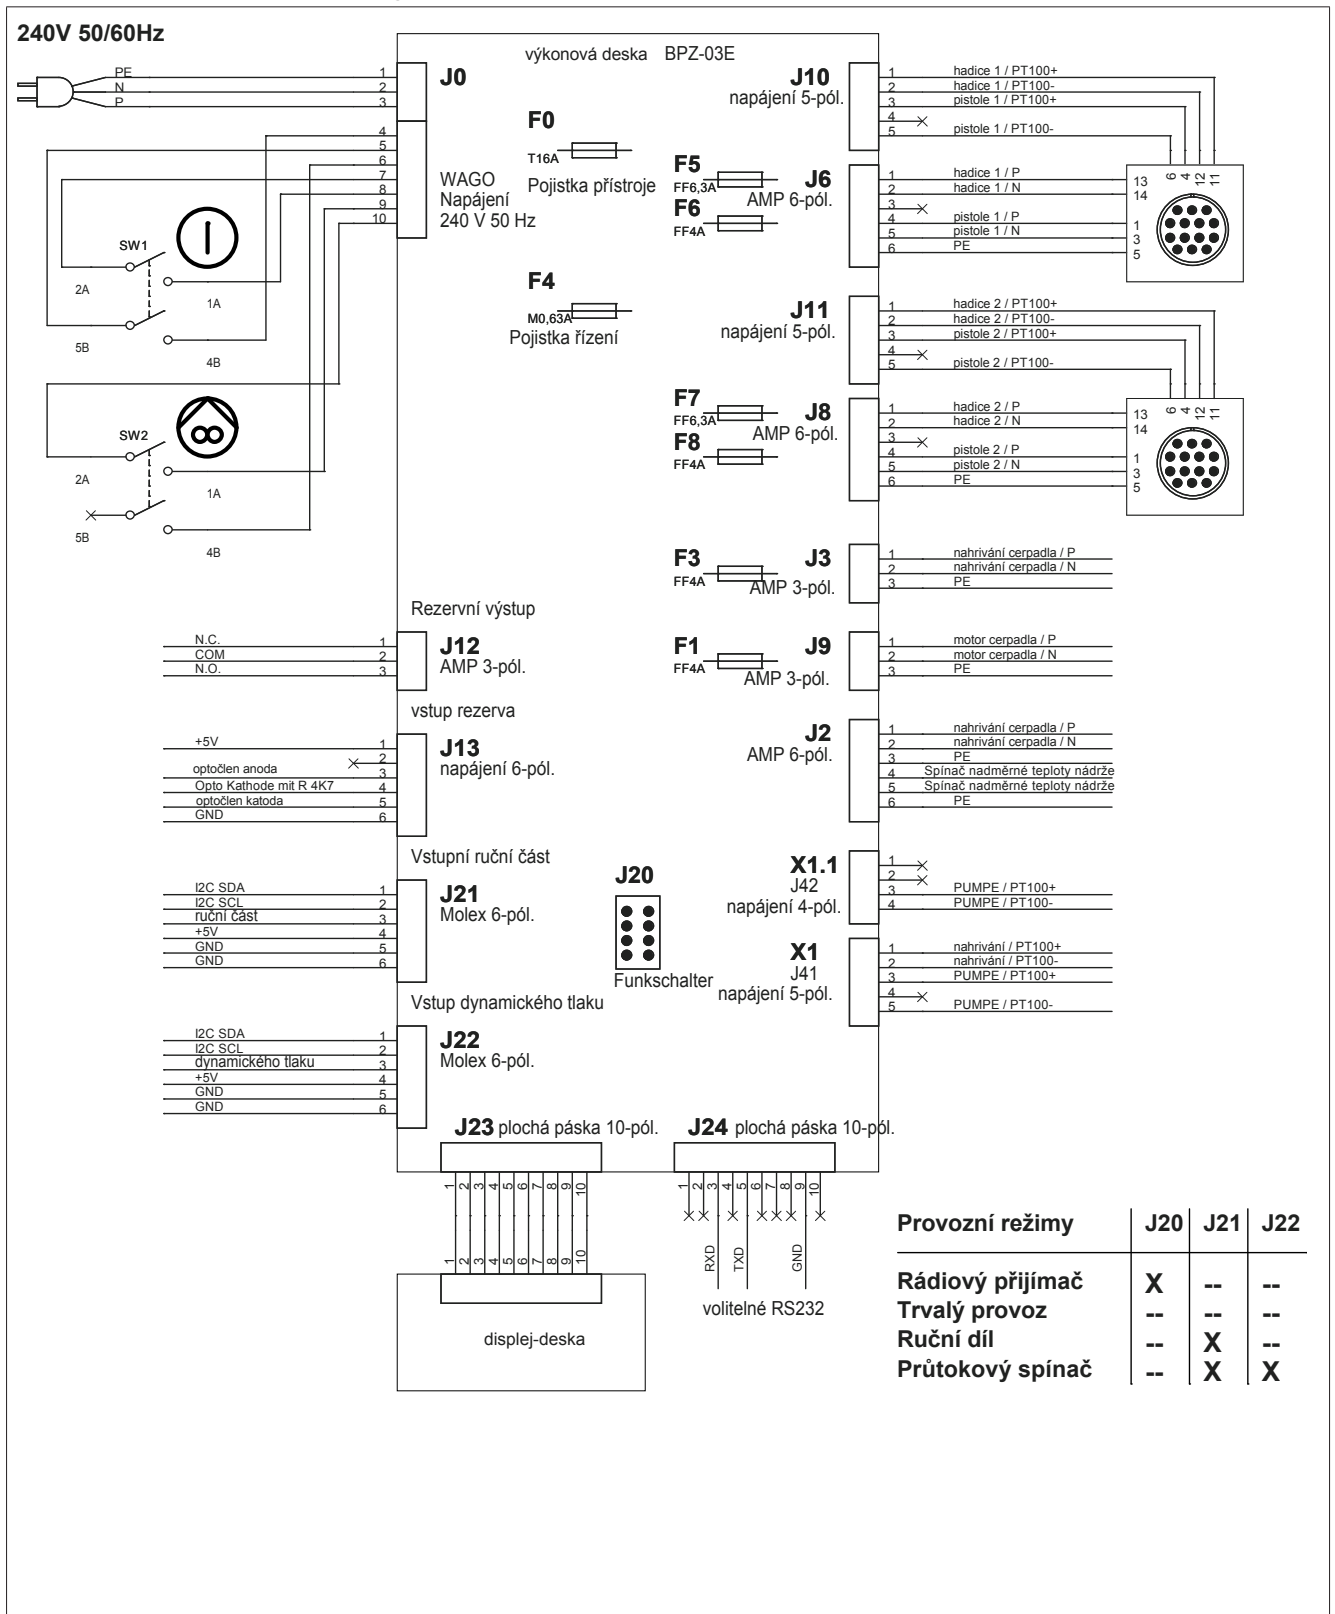 240V 50/60Hz
výkonová deska BPZ-03E
PE
N
P
1
2
3
J0
4
5
6
7
8
9
10
WAGO
Napájení
240 V 50 Hz
F0
T16A
Pojistka přístroje
F4
M0,63A
Pojistka řízení
SW1
2A
1A
5B
4B
SW2
2A
1A
5B
4B
J10
napájení 5-pól.
1 hadice 1 / PT100+
2 hadice 1 / PT100-
3 pistole 1 / PT100+
4
5 pistole 1 / PT100-
F5
FF6,3A
F6
FF4A
J6
AMP 6-pól.
1 hadice 1 / P
2 hadice 1 / N
3
4 pistole 1 / P
5 pistole 1 / N
6 PE
6 4 12 11
13
14
1
3
5
J11
napájení 5-pól.
1 hadice 2 / PT100+
2 hadice 2 / PT100-
3 pistole 2 / PT100+
4
5 pistole 2 / PT100-
F7
FF6,3A
F8
FF4A
J8
AMP 6-pól.
1 hadice 2 / P
2 hadice 2 / N
3
4 pistole 2 / P
5 pistole 2 / N
6 PE
6 4 12 11
13
14
1
3
5
F3
FF4A
J3
AMP 3-pól.
1 nahrivání cerpadla / P
2 nahrivání cerpadla / N
3 PE
F1
FF4A
J9
AMP 3-pól.
1 motor cerpadla / P
2 motor cerpadla / N
3 PE
J2
AMP 6-pól.
1 nahrivání cerpadla / P
2 nahrivání cerpadla / N
3 PE
4 Spínač nadměrné teploty nádrže
5 Spínač nadměrné teploty nádrže
6 PE
X1.1
J42
napájení 4-pól.
1
2
3 PUMPE / PT100+
4 PUMPE / PT100-
X1
J41
napájení 5-pól.
1 nahrivání / PT100+
2 nahrivání / PT100-
3 PUMPE / PT100+
4
5 PUMPE / PT100-
Rezervní výstup
N.C. 1
COM 2
N.O. 3
J12
AMP 3-pól.
vstup rezerva
+5V 1
2
optočlen anoda 3
Opto Kathode mit R 4K7 4
optočlen katoda 5
GND 6
J13
napájení 6-pól.
Vstupní ruční část
I2C SDA 1
I2C SCL 2
ruční část 3
+5V 4
GND 5
GND 6
J21
Molex 6-pól.
J20
Funkschalter
Vstup dynamického tlaku
I2C SDA 1
I2C SCL 2
dynamického tlaku 3
+5V 4
GND 5
GND 6
J22
Molex 6-pól.
J23 plochá páska 10-pól.
1 2 3 4 5 6 7 8 9 10
1 2 3 4 5 6 7 8 9 10
displej-deska
J24 plochá páska 10-pól.
1 2 3 4 5 6 7 8 9 10
RXD
TXD
GND
volitelné RS232
Provozní režimy J20 J21 J22
Rádiový přijímač X -- --
Trvalý provoz -- -- --
Ruční díl -- X --
Průtokový spínač -- X X